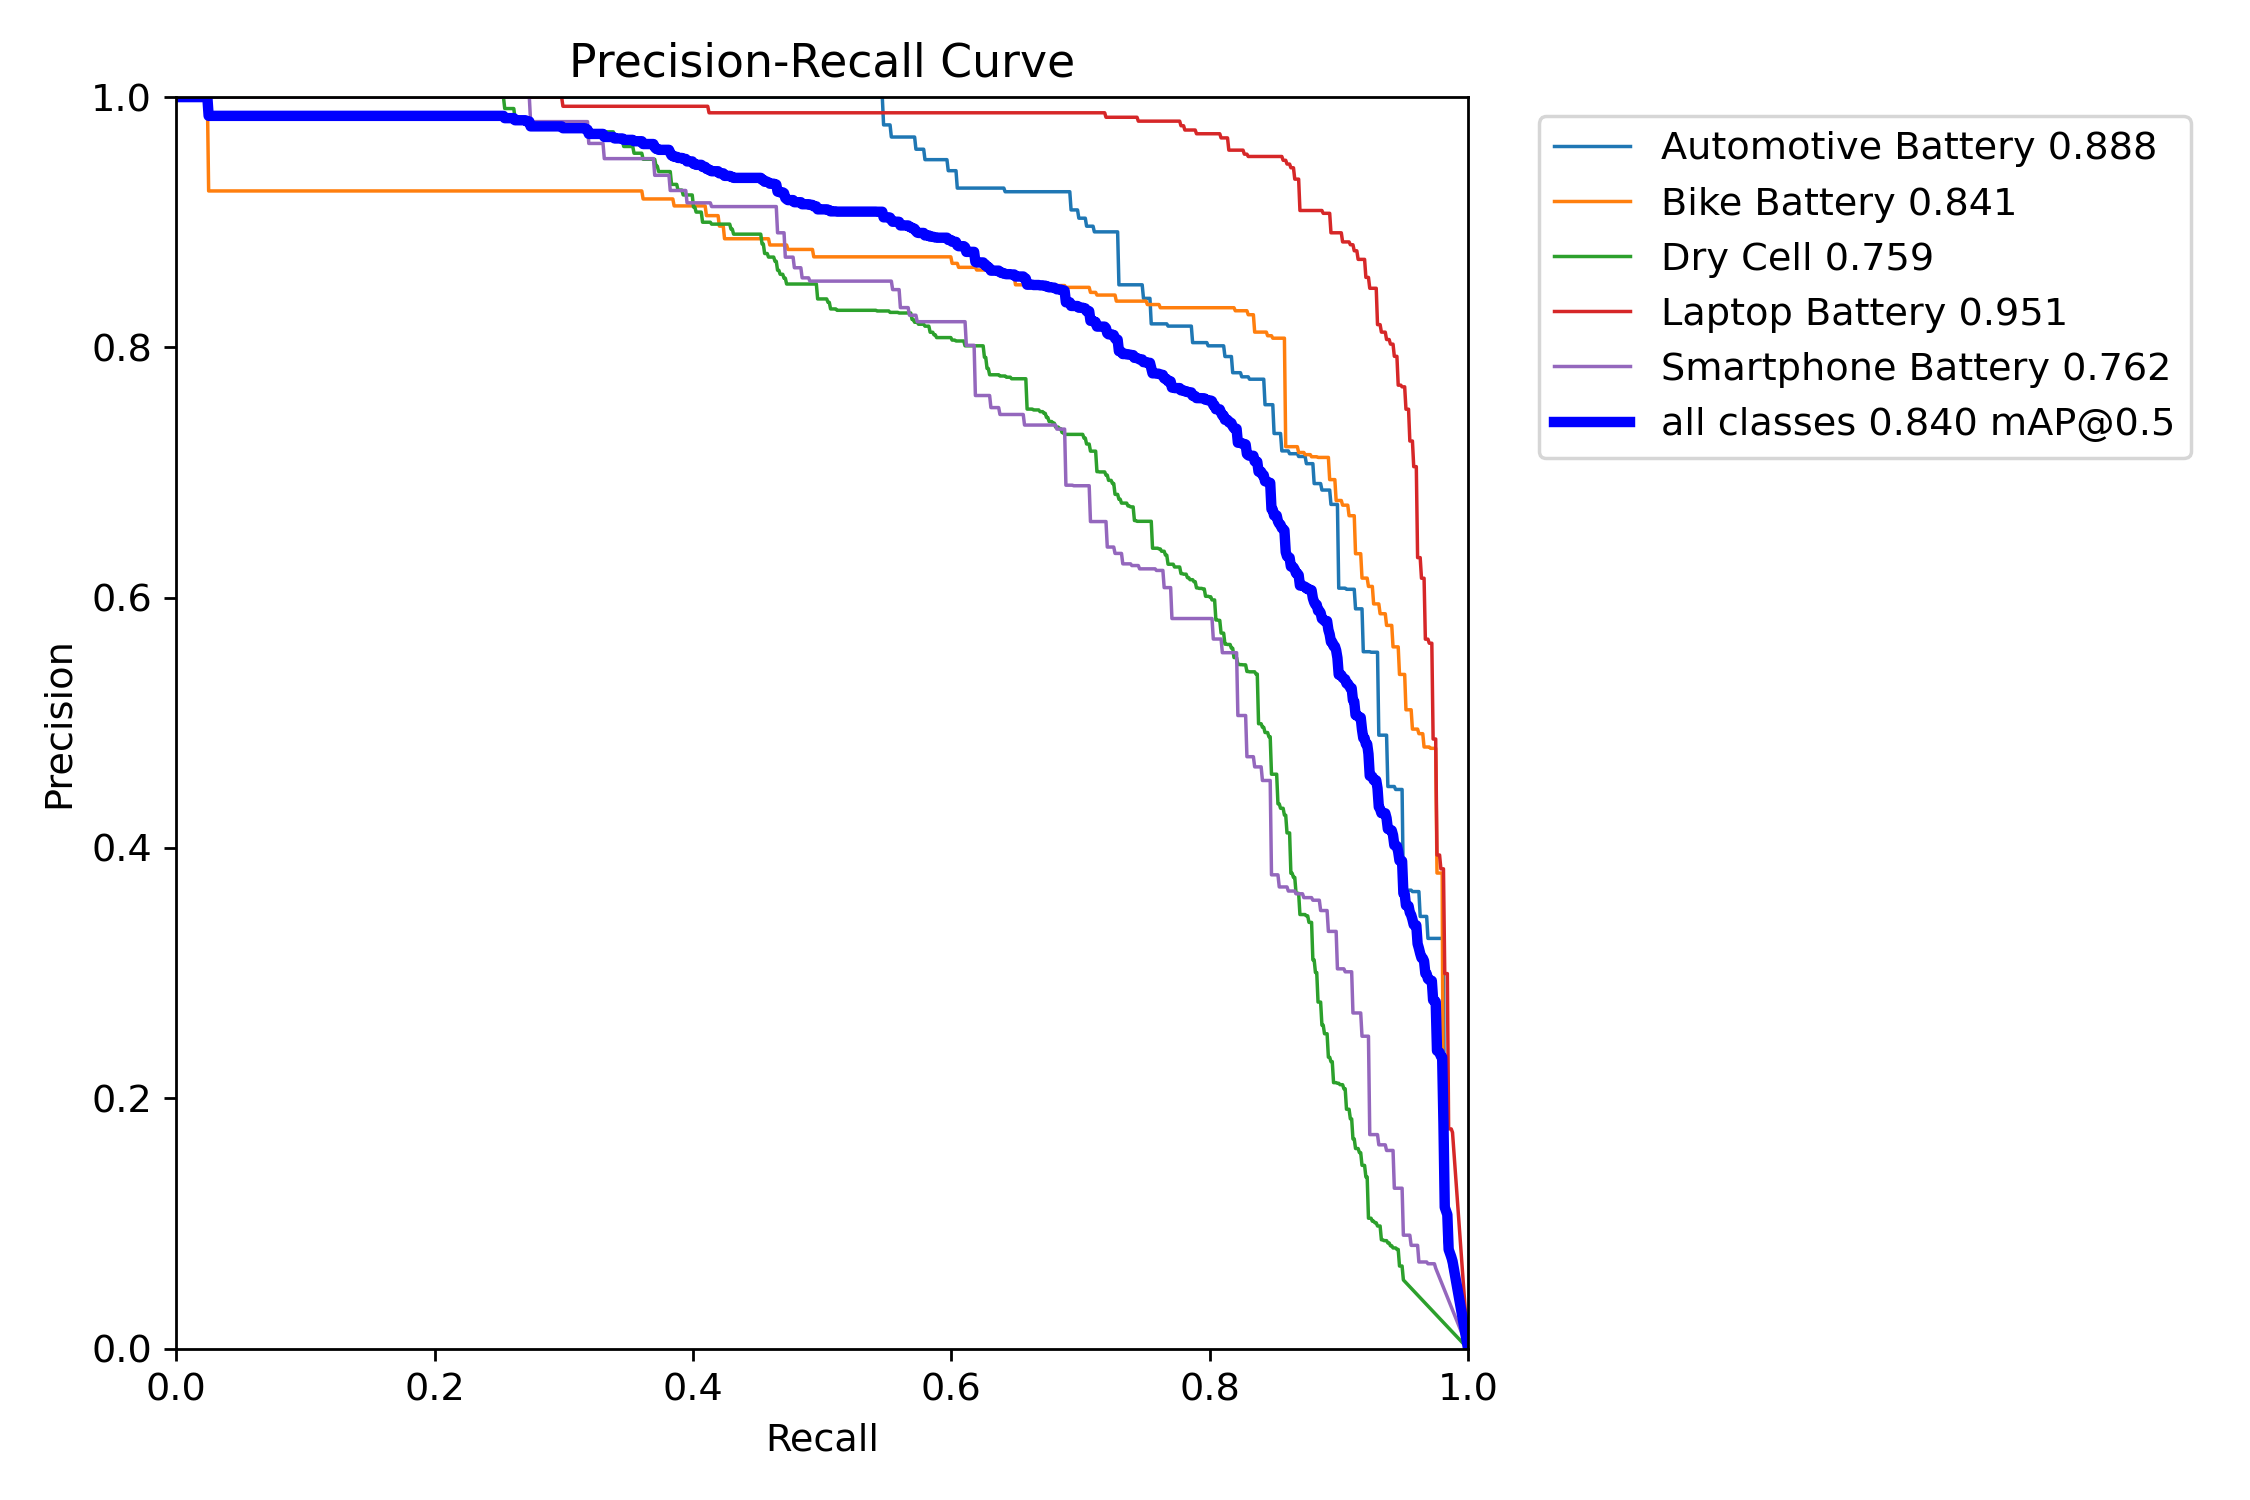 Precision-Recall Curve
1.0
0.8
0.6
0.4
0.2
0.0
Precision
0.0 0.2 0.4 0.6 0.8 1.0
Recall
Automotive Battery 0.888
Bike Battery 0.841
Dry Cell 0.759
Laptop Battery 0.951
Smartphone Battery 0.762
all classes 0.840 mAP@0.5